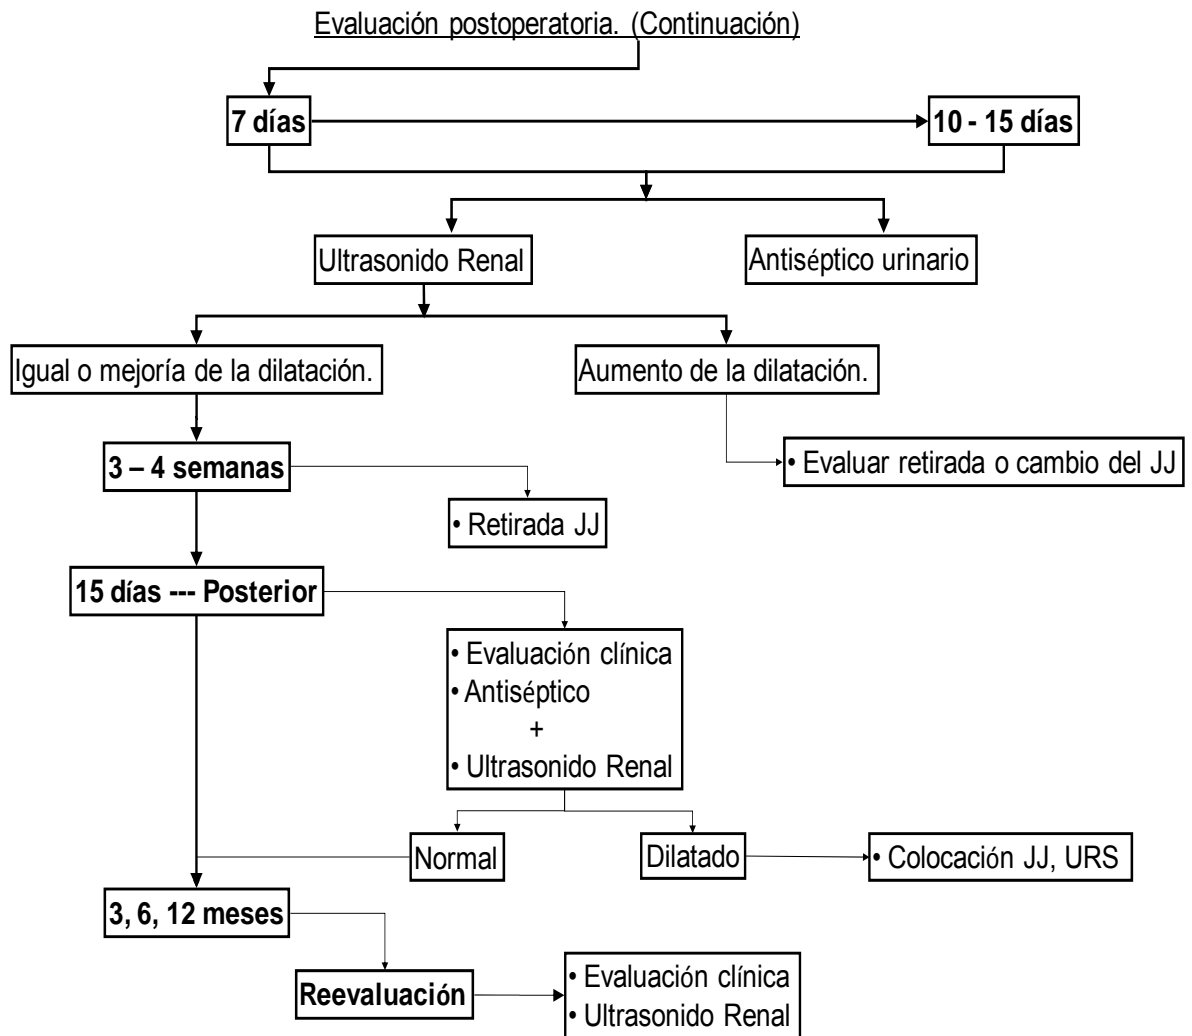 Evaluación postoperatoria. (Continuación)
7 días
10 - 15 días
Ultrasonido Renal
Antiséptico urinario
Igual o mejoría de la dilatación.
Aumento de la dilatación.
3 – 4 semanas
• Evaluar retirada o cambio del JJ
• Retirada JJ
15 días --- Posterior
• Evaluación clínica
• Antiséptico
+
• Ultrasonido Renal
Normal
Dilatado
• Colocación JJ, URS
3, 6, 12 meses
Reevaluación
• Evaluación clínica
• Ultrasonido Renal